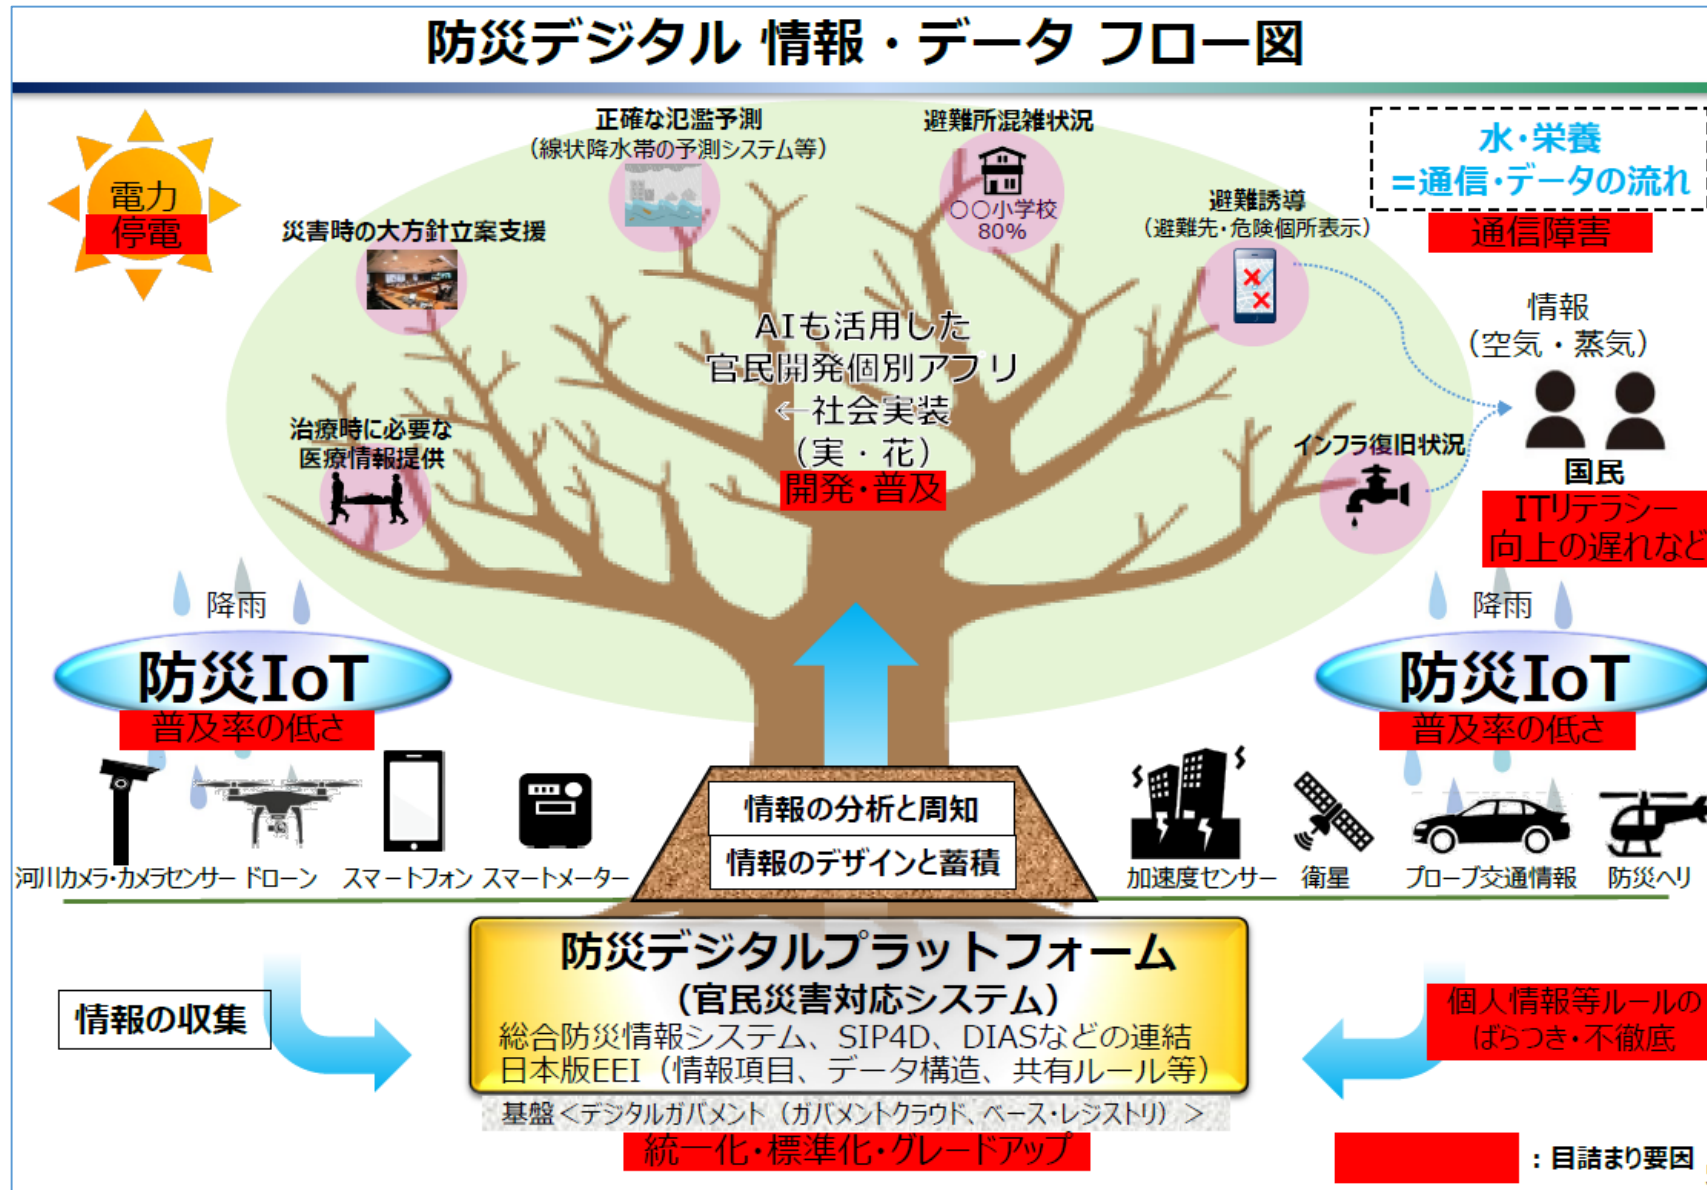 防災デジタル 情報・データ フロー図
電力
停電
正確な氾濫予測
（線状降水帯の予測システム等）
避難所混雑状況
○○小学校
80%
水・栄養
=通信・データの流れ
通信障害
災害時の大方針立案支援
避難誘導
（避難先・危険個所表示）
情報
（空気・蒸気）
AIも活用した
官民開発個別アプリ
←社会実装
（実・花）
開発・普及
治療時に必要な
医療情報提供
インフラ復旧状況
国民
ITリテラシー
向上の遅れなど
降雨
防災IoT
普及率の低さ
降雨
防災IoT
普及率の低さ
河川カメラ・カメラセンサー
ドローン
スマートフォン
スマートメーター
情報の分析と周知
情報のデザインと蓄積
加速度センサー
衛星
プローブ交通情報
防災ヘリ
情報の収集
防災デジタルプラットフォーム
（官民災害対応システム）
総合防災情報システム、SIP4D、DIASなどの連結
日本版EEI（情報項目、データ構造、共有ルール等）
基盤＜デジタルガバメント（ガバメントクラウド、ベース・レジストリ）＞
統一化・標準化・グレードアップ
個人情報等ルールの
ばらつき・不徹底
：目詰まり要因